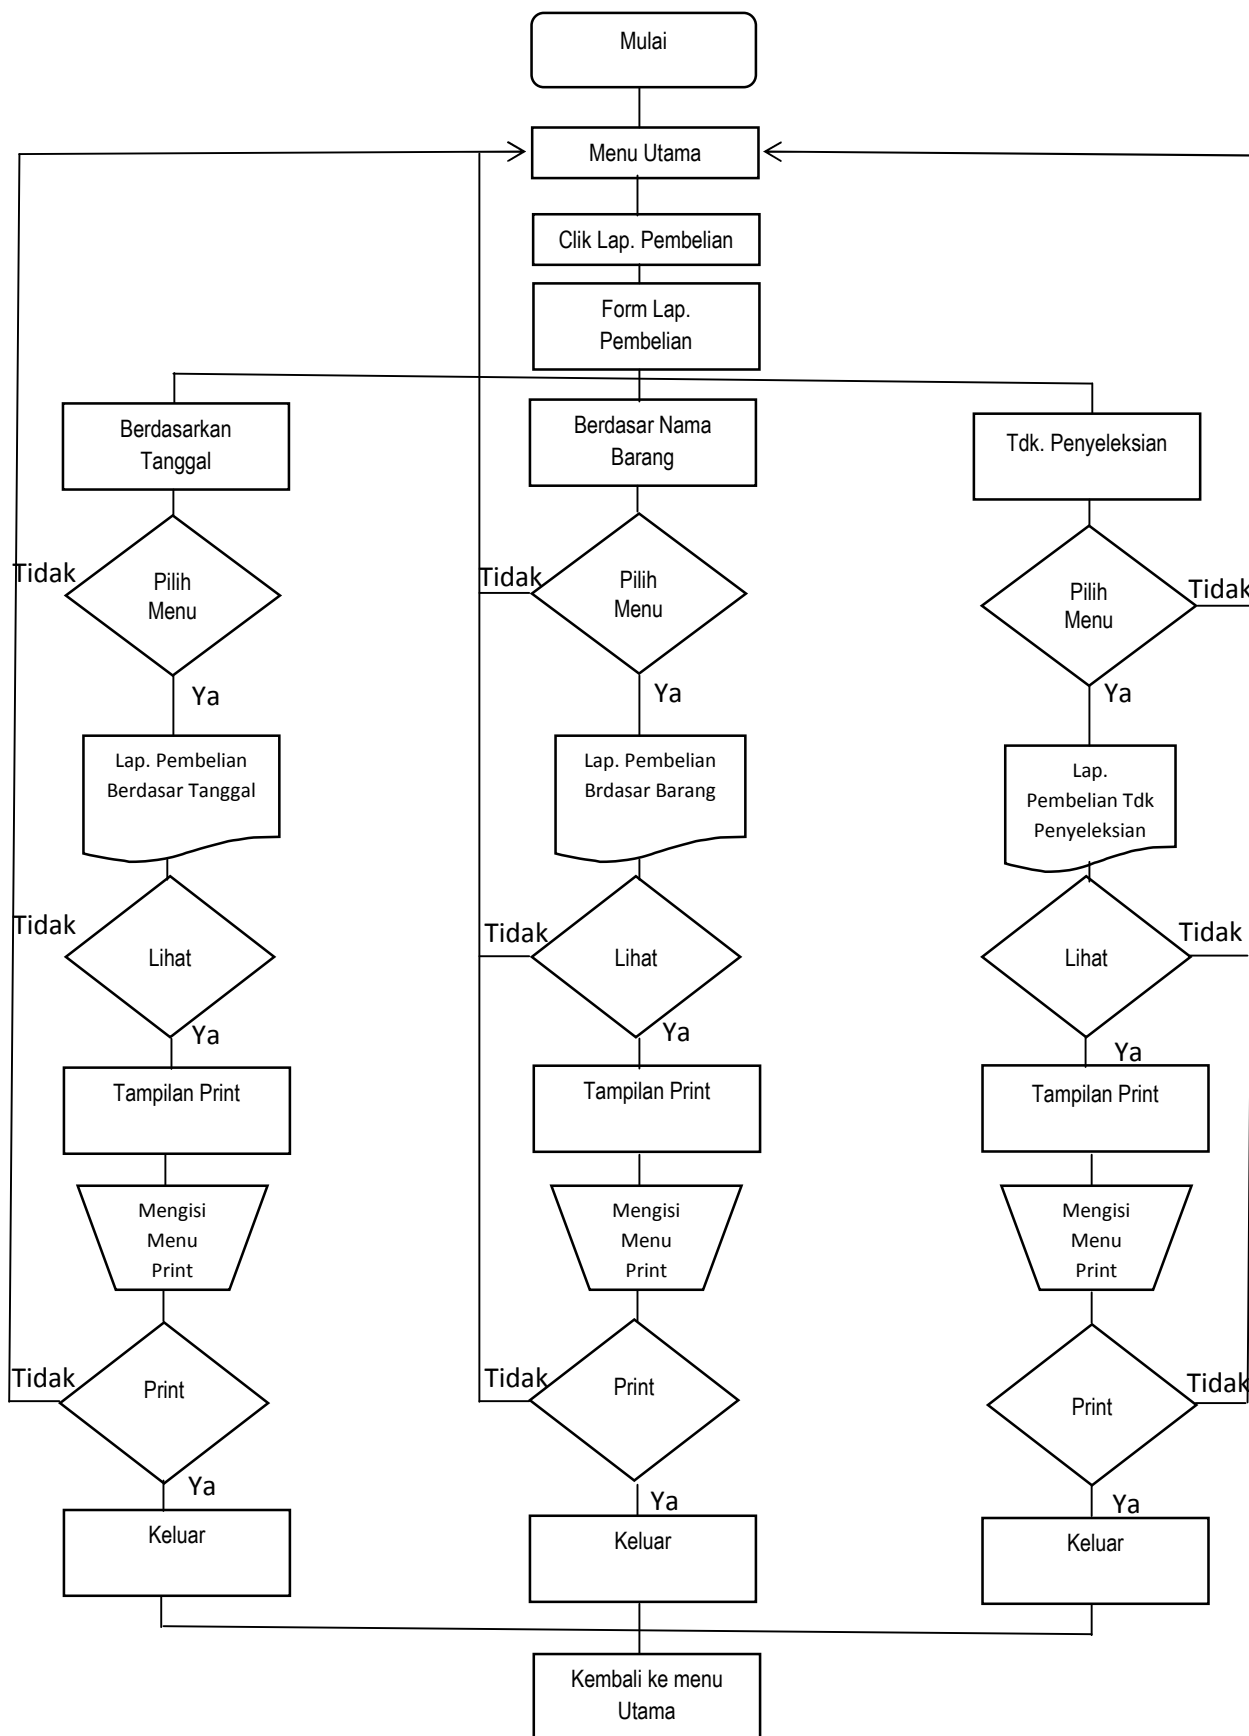 Mulai
Menu Utama
Clik Lap. Pembelian
Form Lap.
Pembelian
Berdasarkan
Tanggal
Berdasar Nama
Barang
Tdk. Penyeleksian
Tidak
Pilih
Menu
Tidak
Pilih
Menu
Pilih
Menu
Tidak
Ya
Ya
Ya
Lap. Pembelian
Berdasar Tanggal
Lap. Pembelian
Brdasar Barang
Lap.
Pembelian Tdk
Penyeleksian
Tidak
Lihat
Tidak
Lihat
Lihat
Tidak
Ya
Ya
Ya
Tampilan Print
Tampilan Print
Tampilan Print
Mengisi
Menu
Print
Mengisi
Menu
Print
Mengisi
Menu
Print
Tidak
Print
Tidak
Print
Print
Tidak
Ya
Ya
Ya
Keluar
Keluar
Keluar
Kembali ke menu
Utama